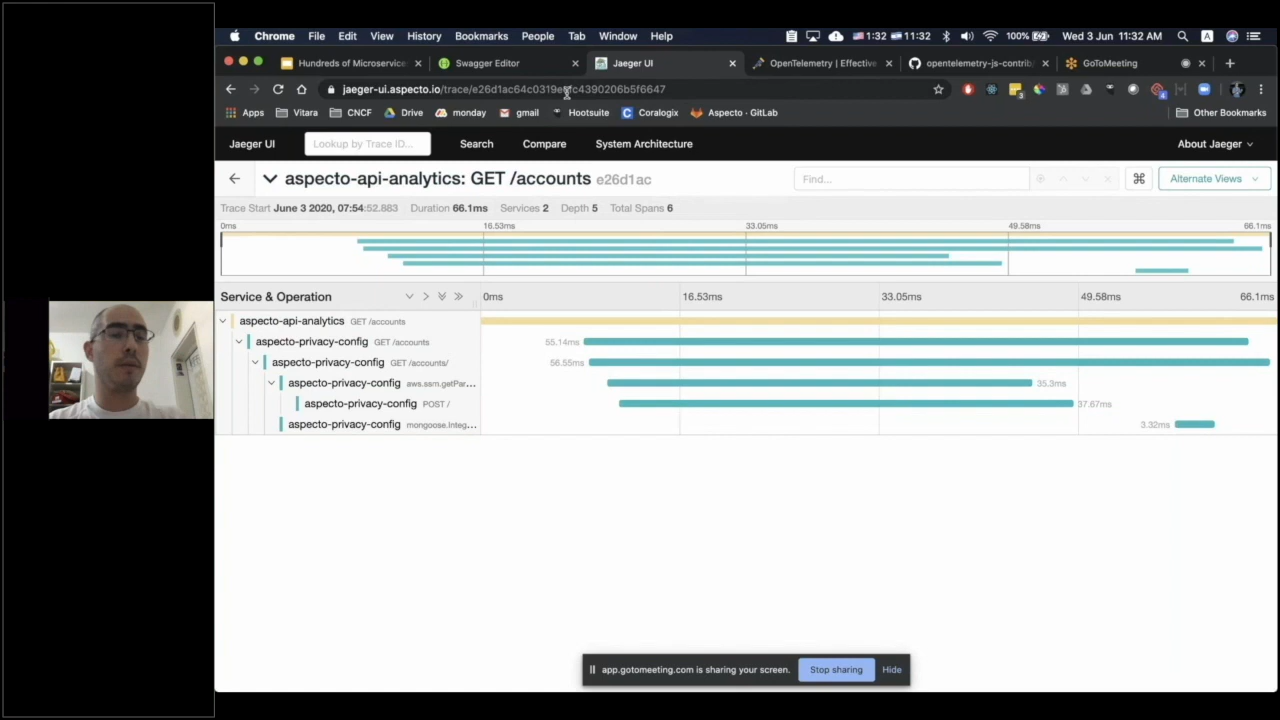 Chrome File Edit View History Bookmarks People Tab Window Help 1:32 11:32 100% Wed 3 Jun 11:32 AM A
Hundreds of Microservice Swagger Editor Jaeger UI OpenTelemetry | Effective opentelemetry-js-contrib GoToMeeting
jaeger-ui.aspecto.io/trace/
Apps Vitara CNCF Drive monday gmail Hootsuite Coralogix Aspecto · GitLab Other Bookmarks
Jaeger UI Lookup by Trace ID... Search Compare System Architecture About Jaeger
aspecto-api-analytics: GET /accounts e26d1ac Find... Alternate Views
Trace Start June 3 2020, 07:54:52.883 Duration 66.1ms Services 2 Depth 5 Total Spans 6
0ms 16.53ms 33.05ms 49.58ms 66.1ms
Service & Operation 0ms 16.53ms 33.05ms 49.58ms 66.1ms
aspecto-api-analytics GET /accounts
aspecto-privacy-config GET /accounts 55.14ms
aspecto-privacy-config GET /accounts/ 56.55ms
aspecto-privacy-config aws.ssm.getPar... 35.3ms
aspecto-privacy-config POST / 37.67ms
aspecto-privacy-config mongoose.Integ... 3.32ms
app.gotomeeting.com is sharing your screen. Stop sharing Hide